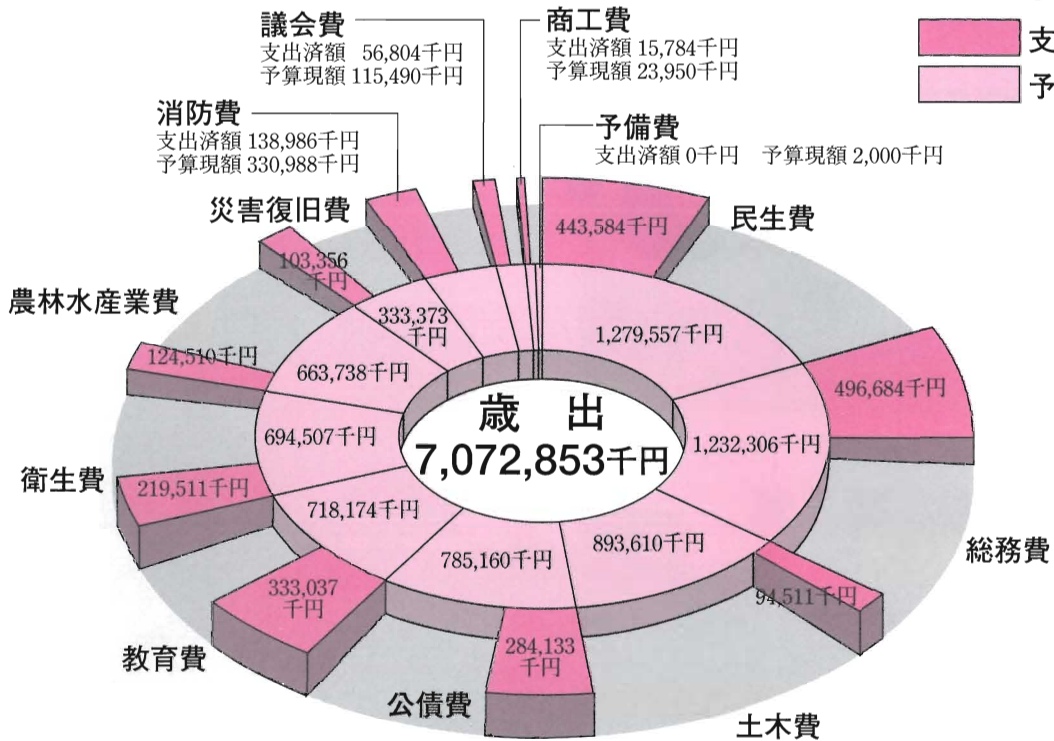 議会費
支出済額 56,804千円
予算現額 115,490千円
商工費
支出済額 15,784千円
予算現額 23,950千円
支
予
消防費
支出済額 138,986千円
予算現額 330,988千円
予備費
支出済額 0千円 予算現額 2,000千円
災害復旧費
103,356
千円
443,584千円
民生費
農林水産業費
333,373
千円
1,279,557千円
124,510千円
663,738千円
496,684千円
歳 出
7,072,853千円
694,507千円
1,232,306千円
衛生費
219,511千円
718,174千円
785,160千円
893,610千円
総務費
333,037
千円
94,511千円
284,133
千円
教育費
公債費
土木費